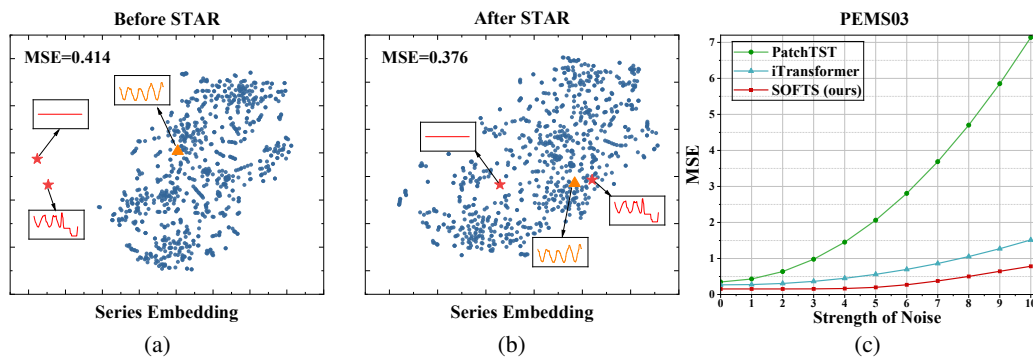 Before STAR
MSE=0.414
Series Embedding
(a)
After STAR
MSE=0.376
Series Embedding
(b)
PEMS03
PatchTST
iTransformer
SOFTS (ours)
MSE
7
6
5
4
3
2
1
0
0 1 2 3 4 5 6 7 8 9 10
Strength of Noise
(c)